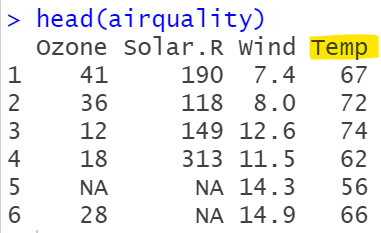 > head(airquality)
Ozone Solar.R Wind Temp
1 41 190 7.4 67
2 36 118 8.0 72
3 12 149 12.6 74
4 18 313 11.5 62
5 NA NA 14.3 56
6 28 NA 14.9 66